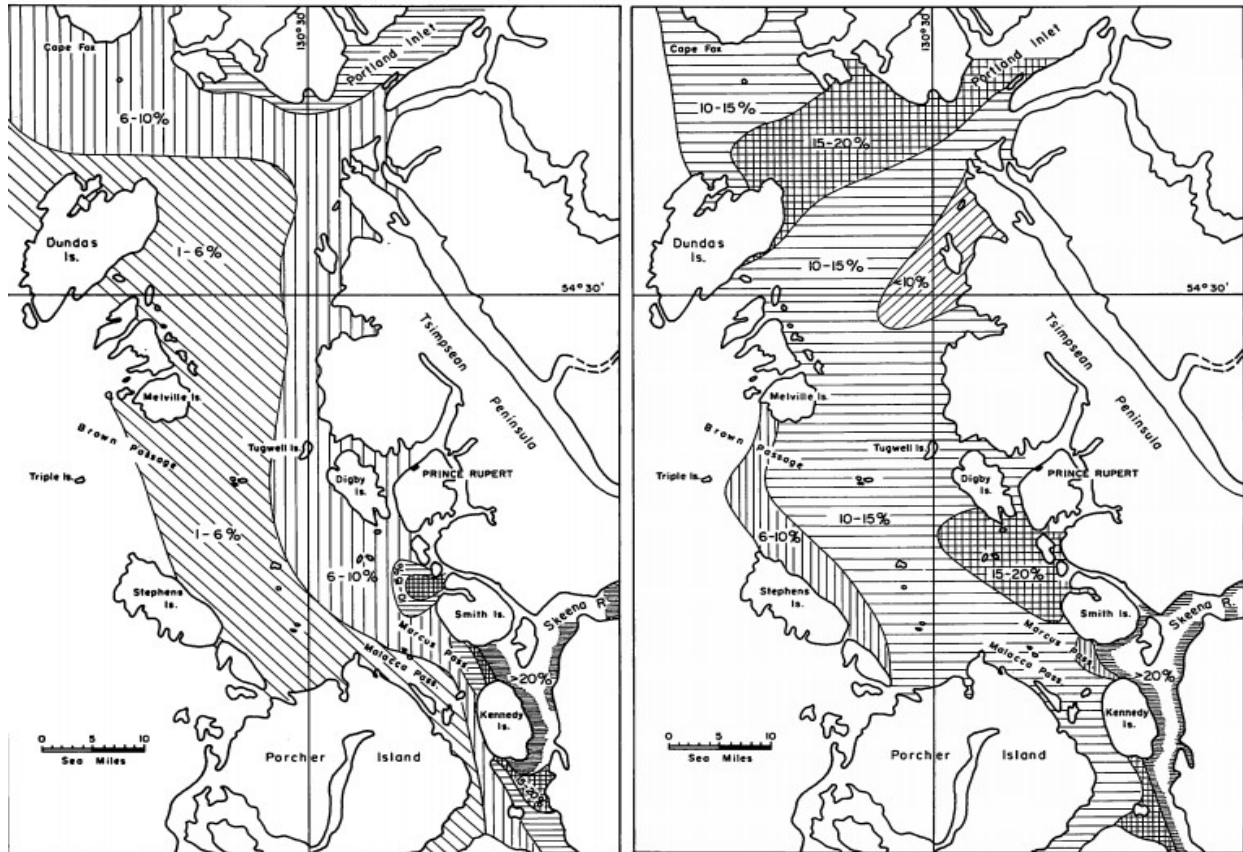 Cape Fox
130° 30'
Portland Inlet
6-10%
Dundas
Is.
1-6%
54° 30'
Tsimpsean
Peninsula
Melville Is.
Brown Passage
Tugwell Is.
PRINCE RUPERT
Triple Is.
Digby
Is.
1-6%
6-10%
10-15%
Stephens
Is.
Smith Is.
Skeena R.
Marcus Pass.
Malacca Pass.
>20%
Kennedy
Is.
15-20%
0 5 10
Sea Miles
Porcher Island
Cape Fox
130° 30'
Portland Inlet
10-15%
15-20%
Dundas
Is.
10-15%
<10%
54° 30'
Tsimpsean
Peninsula
Melville Is.
Brown Passage
Tugwell Is.
PRINCE RUPERT
Triple Is.
Digby
Is.
10-15%
6-10%
15-20%
Stephens
Is.
Smith Is.
Skeena R.
Marcus Pass.
Malacca Pass.
>20%
Kennedy
Is.
0 5 10
Sea Miles
Porcher Island